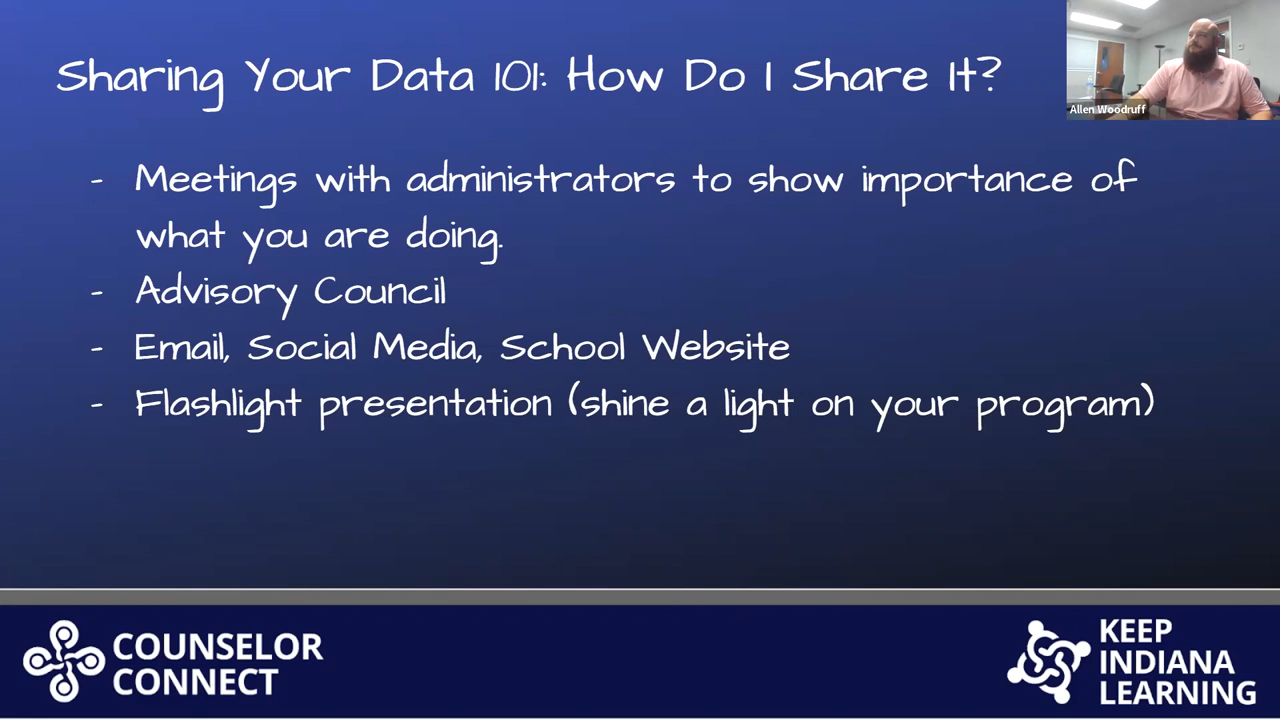 Sharing Your Data 101: How Do I Share It?
Allen Woodruff
- Meetings with administrators to show importance of
what you are doing.
- Advisory Council
- Email, Social Media, School Website
- Flashlight presentation (shine a light on your program)
COUNSELOR
CONNECT
KEEP
INDIANA
LEARNING